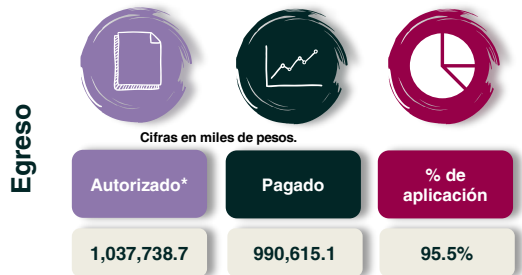 Egreso
Cifras en miles de pesos.
Autorizado*
Pagado
% de
aplicación
1,037,738.7
990,615.1
95.5%